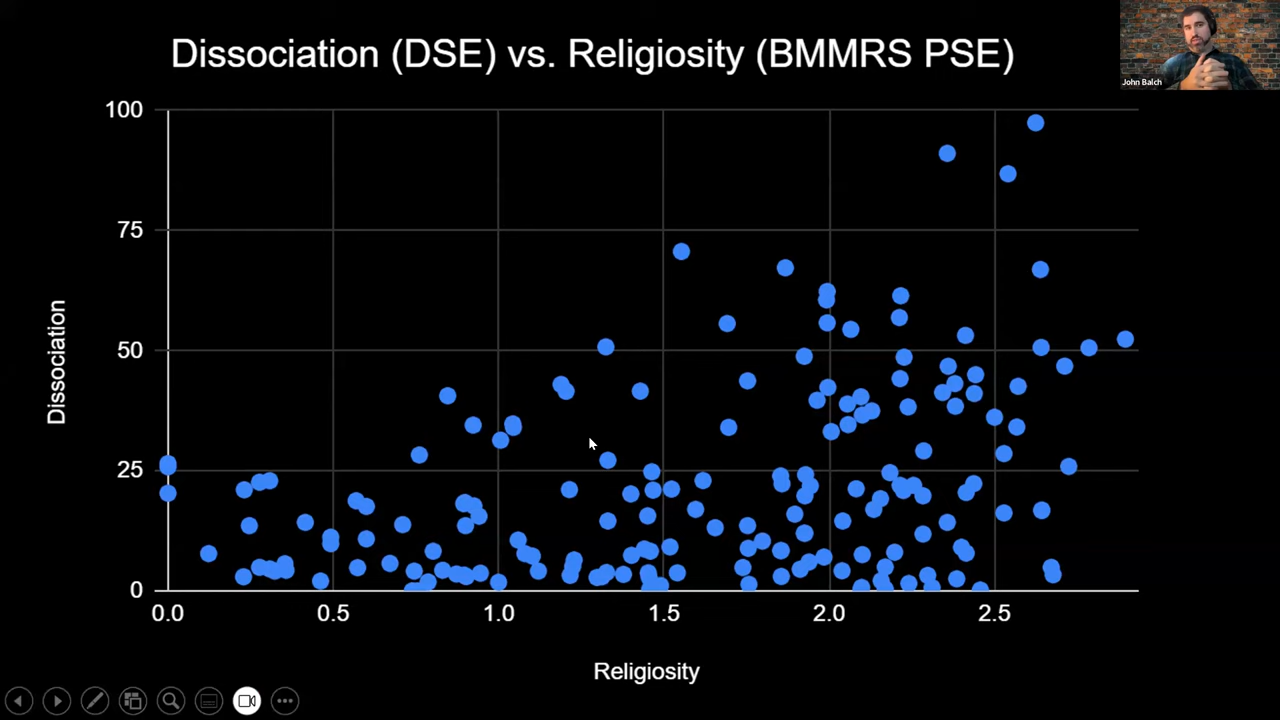 Dissociation (DSE) vs. Religiosity (BMMRS PSE)
John Balch
100
75
50
25
0
Dissociation
0.0 0.5 1.0 1.5 2.0 2.5
Religiosity